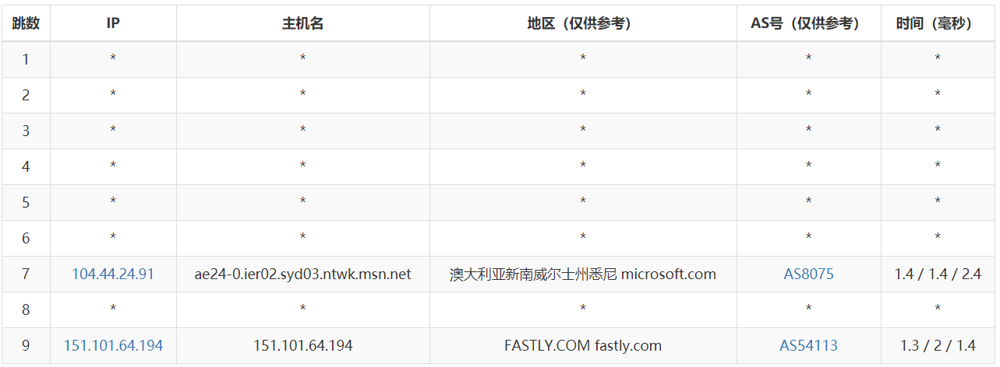 跳数 IP 主机名 地区（仅供参考） AS号（仅供参考） 时间（毫秒）
1 * * * * *
2 * * * * *
3 * * * * *
4 * * * * *
5 * * * * *
6 * * * * *
7 104.44.24.91 ae24-0.ier02.syd03.ntwk.msn.net 澳大利亚新南威尔士州悉尼 microsoft.com AS8075 1.4 / 1.4 / 2.4
8 * * * * *
9 151.101.64.194 151.101.64.194 FASTLY.COM fastly.com AS54113 1.3 / 2 / 1.4